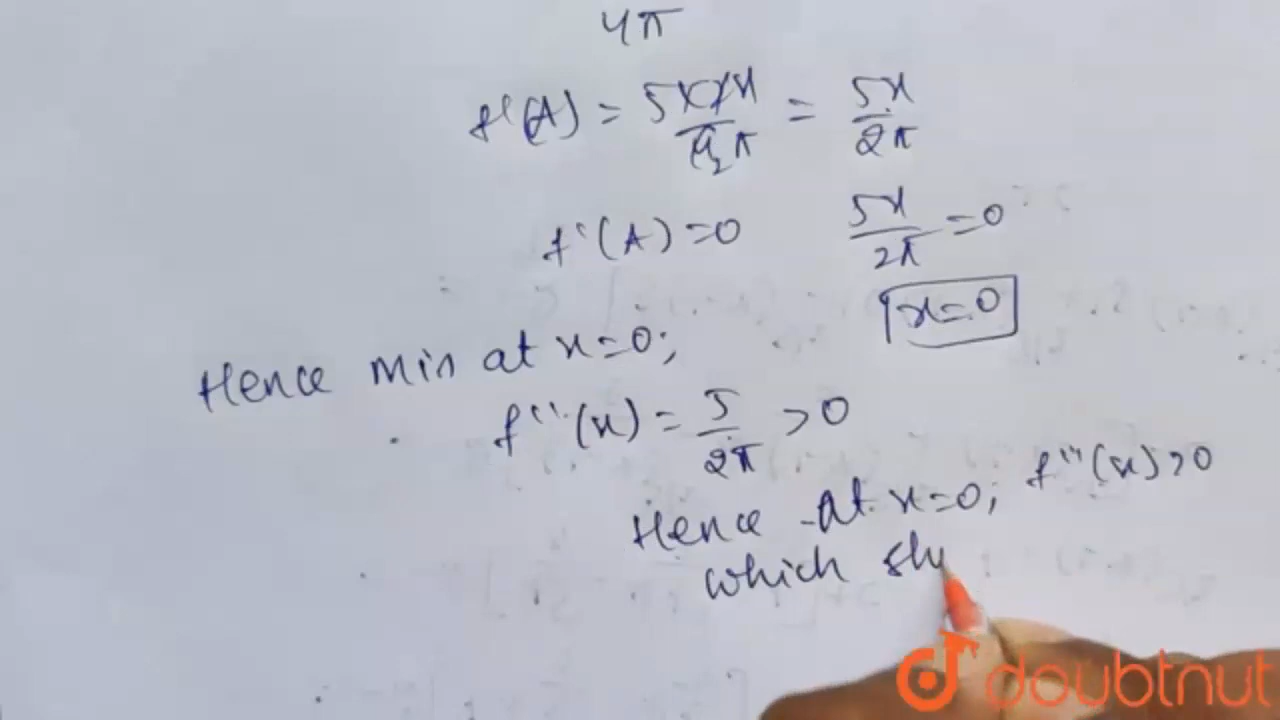 4π
f'(A) = 5×2x/4π = 5x/2π
f'(A) = 0 5x/2π = 0
x = 0
Hence min at x = 0;
f''(x) = 5/2π > 0
Hence at x = 0; f''(x) > 0
which sh
doubtnut